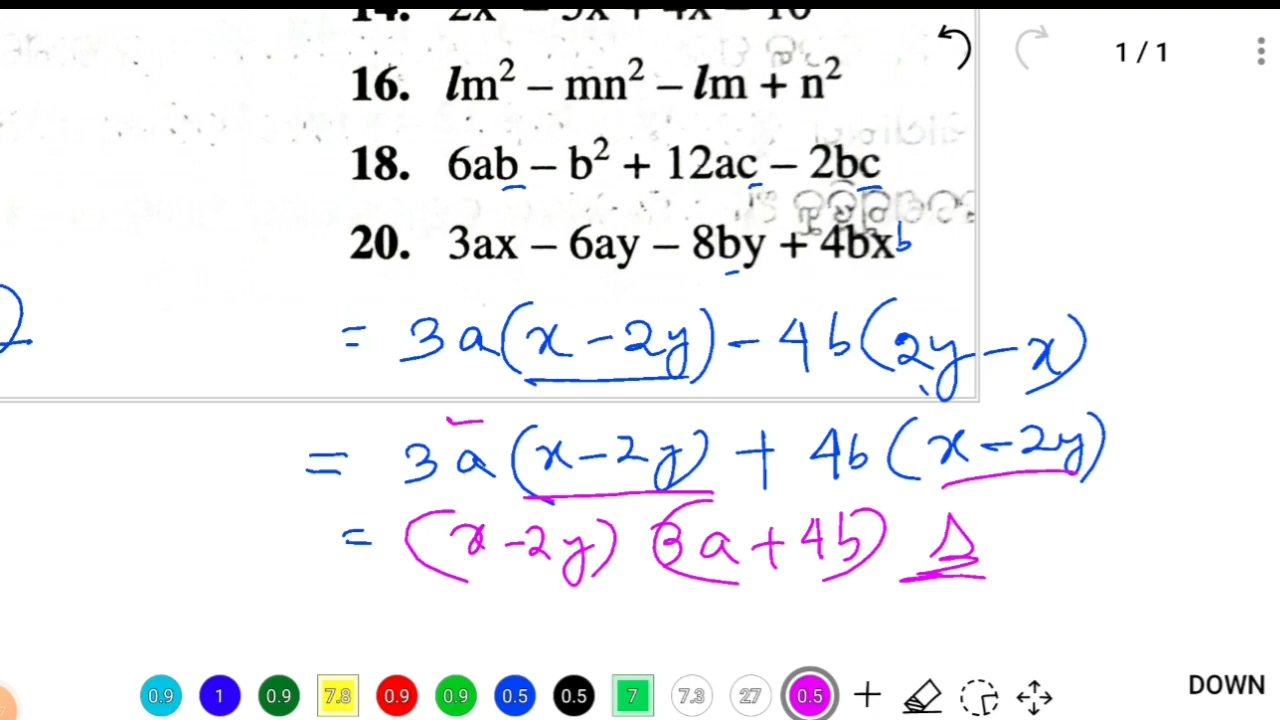 1 / 1
16. lm² – mn² – lm + n²
18. 6ab – b² + 12ac – 2bc
20. 3ax – 6ay – 8by + 4bx b
= 3a(x – 2y) – 4b(2y – x)
= 3a(x – 2y) + 4b(x – 2y)
= (x – 2y) (3a + 4b)
0.9 1 0.9 7.8 0.9 0.9 0.5 0.5 7 7.3 27 0.5
DOWN